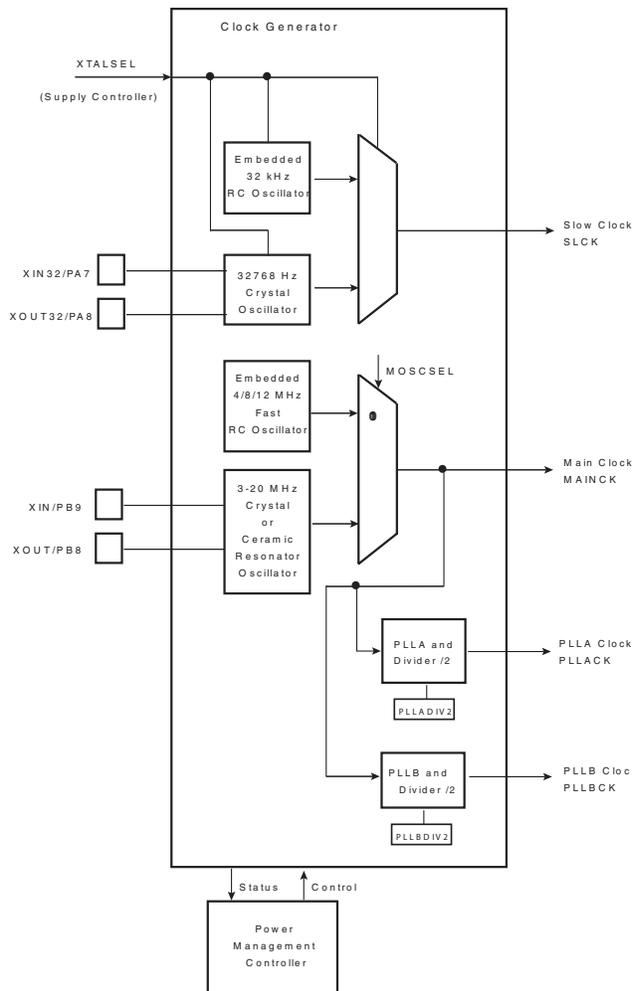 Clock Generator
XTALSEL
(Supply Controller)
Embedded
32 kHz
RC Oscillator
Slow Clock
SLCK
XIN32/PA7
XOUT32/PA8
32768 Hz
Crystal
Oscillator
MOSCSEL
Embedded
4/8/12 MHz
Fast
RC Oscillator
0
Main Clock
MAINCK
XIN/PB9
XOUT/PB8
3-20 MHz
Crystal
or
Ceramic
Resonator
Oscillator
PLLA and
Divider /2
PLLA Clock
PLLACK
PLLADIV2
PLLB and
Divider /2
PLLB Cloc
PLLBCK
PLLBDIV2
Status
Control
Power
Management
Controller